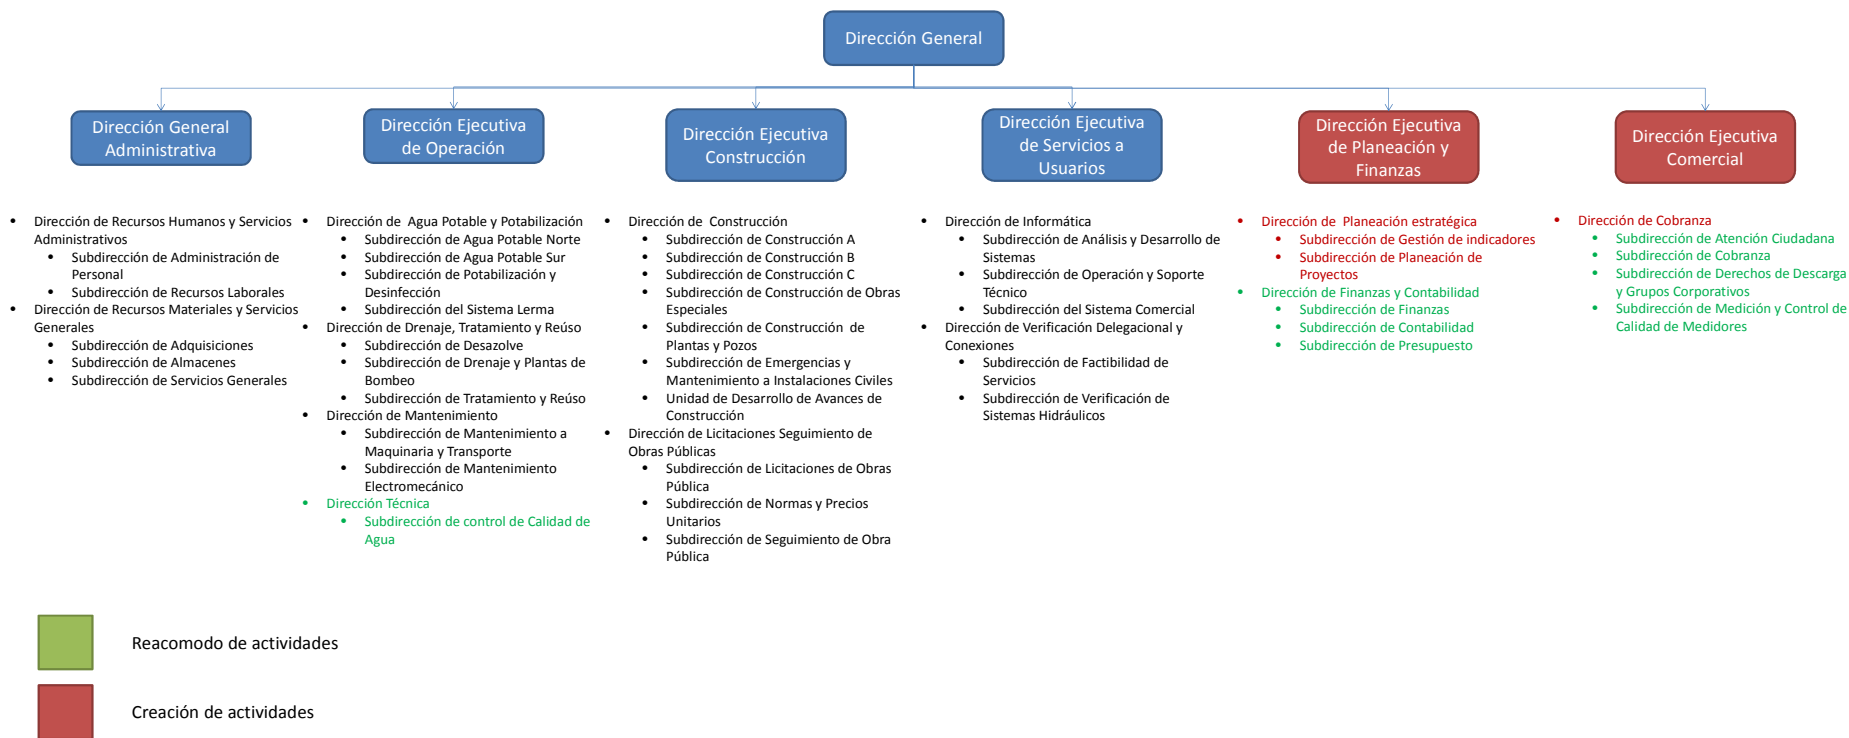 Dirección General
Dirección General
Administrativa
Dirección Ejecutiva
de Operación
Dirección Ejecutiva
Construcción
Dirección Ejecutiva
de Servicios a
Usuarios
Dirección Ejecutiva
de Planeación y
Finanzas
Dirección Ejecutiva
Comercial
• Dirección de Recursos Humanos y Servicios
Administrativos
• Subdirección de Administración de
Personal
• Subdirección de Recursos Laborales
• Dirección de Recursos Materiales y Servicios
Generales
• Subdirección de Adquisiciones
• Subdirección de Almacenes
• Subdirección de Servicios Generales
• Dirección de Agua Potable y Potabilización
• Subdirección de Agua Potable Norte
• Subdirección de Agua Potable Sur
• Subdirección de Potabilización y
Desinfección
• Subdirección del Sistema Lerma
• Dirección de Drenaje, Tratamiento y Reúso
• Subdirección de Desazolve
• Subdirección de Drenaje y Plantas de
Bombeo
• Subdirección de Tratamiento y Reúso
• Dirección de Mantenimiento
• Subdirección de Mantenimiento a
Maquinaria y Transporte
• Subdirección de Mantenimiento
Electromecánico
• Dirección Técnica
• Subdirección de control de Calidad de
Agua
• Dirección de Construcción
• Subdirección de Construcción A
• Subdirección de Construcción B
• Subdirección de Construcción C
• Subdirección de Construcción de Obras
Especiales
• Subdirección de Construcción de
Plantas y Pozos
• Subdirección de Emergencias y
Mantenimiento a Instalaciones Civiles
• Unidad de Desarrollo de Avances de
Construcción
• Dirección de Licitaciones Seguimiento de
Obras Públicas
• Subdirección de Licitaciones de Obras
Pública
• Subdirección de Normas y Precios
Unitarios
• Subdirección de Seguimiento de Obra
Pública
• Dirección de Informática
• Subdirección de Análisis y Desarrollo de
Sistemas
• Subdirección de Operación y Soporte
Técnico
• Subdirección del Sistema Comercial
• Dirección de Verificación Delegacional y
Conexiones
• Subdirección de Factibilidad de
Servicios
• Subdirección de Verificación de
Sistemas Hidráulicos
• Dirección de Planeación estratégica
• Subdirección de Gestión de indicadores
• Subdirección de Planeación de
Proyectos
• Dirección de Finanzas y Contabilidad
• Subdirección de Finanzas
• Subdirección de Contabilidad
• Subdirección de Presupuesto
• Dirección de Cobranza
• Subdirección de Atención Ciudadana
• Subdirección de Cobranza
• Subdirección de Derechos de Descarga
y Grupos Corporativos
• Subdirección de Medición y Control de
Calidad de Medidores
Reacomodo de actividades
Creación de actividades